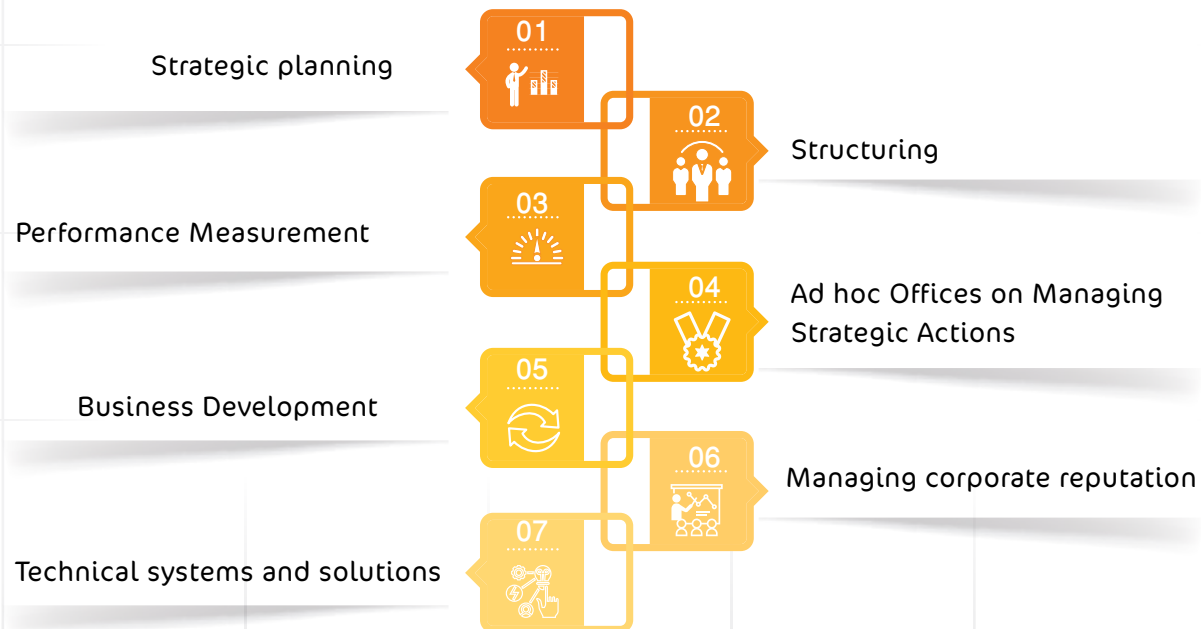 01
Strategic planning
02
Structuring
03
Performance Measurement
04
Ad hoc Offices on Managing
Strategic Actions
05
Business Development
06
Managing corporate reputation
07
Technical systems and solutions